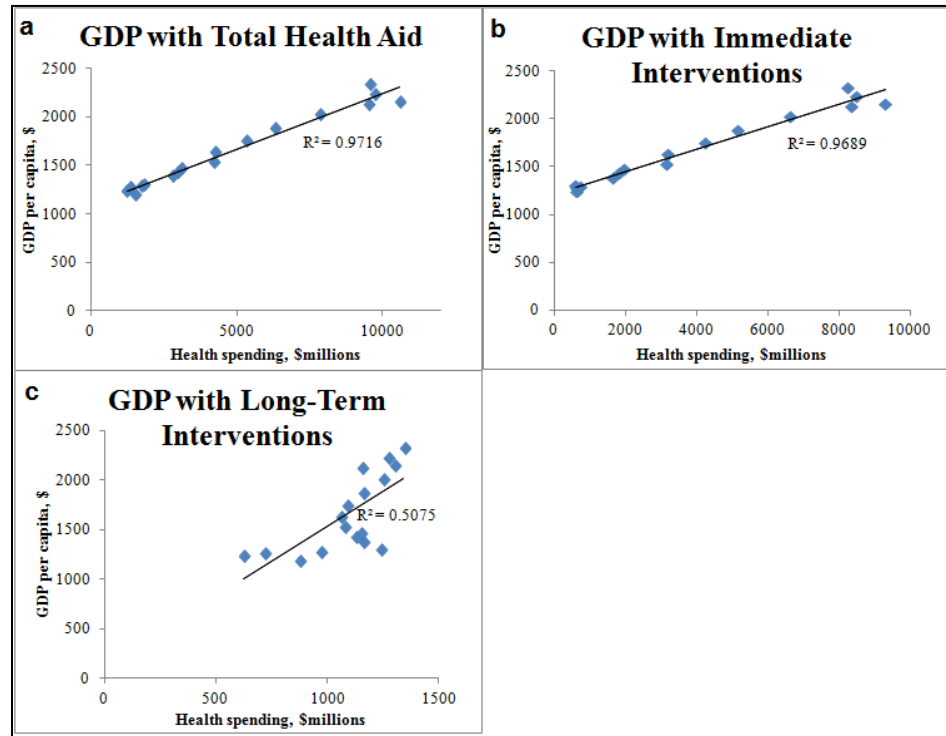 a
GDP with Total Health Aid
2500
2000
1500
1000
500
0
GDP per capita, $
R² = 0.9716
0
5000
10000
Health spending, $millions
b
GDP with Immediate
Interventions
2500
2000
1500
1000
500
0
GDP per capita, $
R² = 0.9689
0
2000
4000
6000
8000
10000
Health spending, $millions
c
GDP with Long-Term
Interventions
2500
2000
1500
1000
500
0
GDP per capita, $
R² = 0.5075
0
500
1000
1500
Health spending, $millions